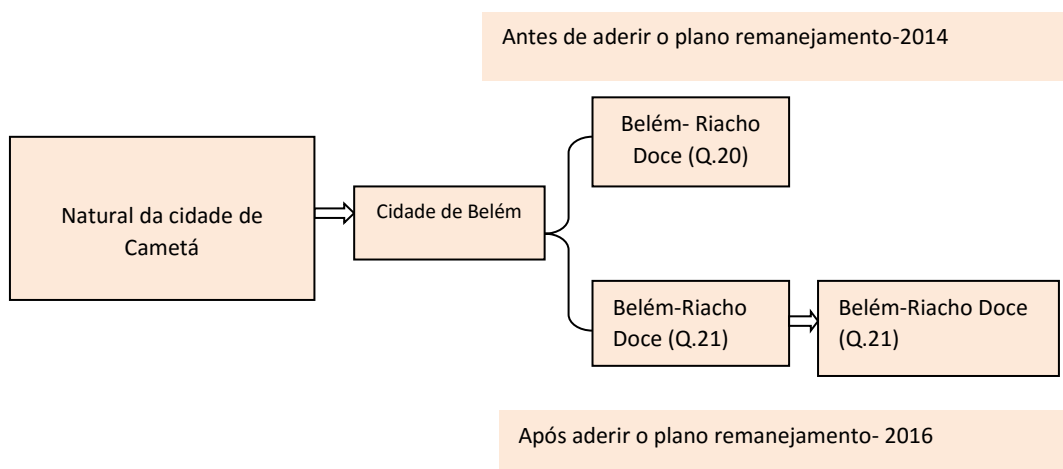 Antes de aderir o plano remanejamento-2014
Belém- Riacho
Doce (Q.20)
Natural da cidade de
Cametá
Cidade de Belém
Belém-Riacho
Doce (Q.21)
Belém-Riacho Doce
(Q.21)
Após aderir o plano remanejamento- 2016